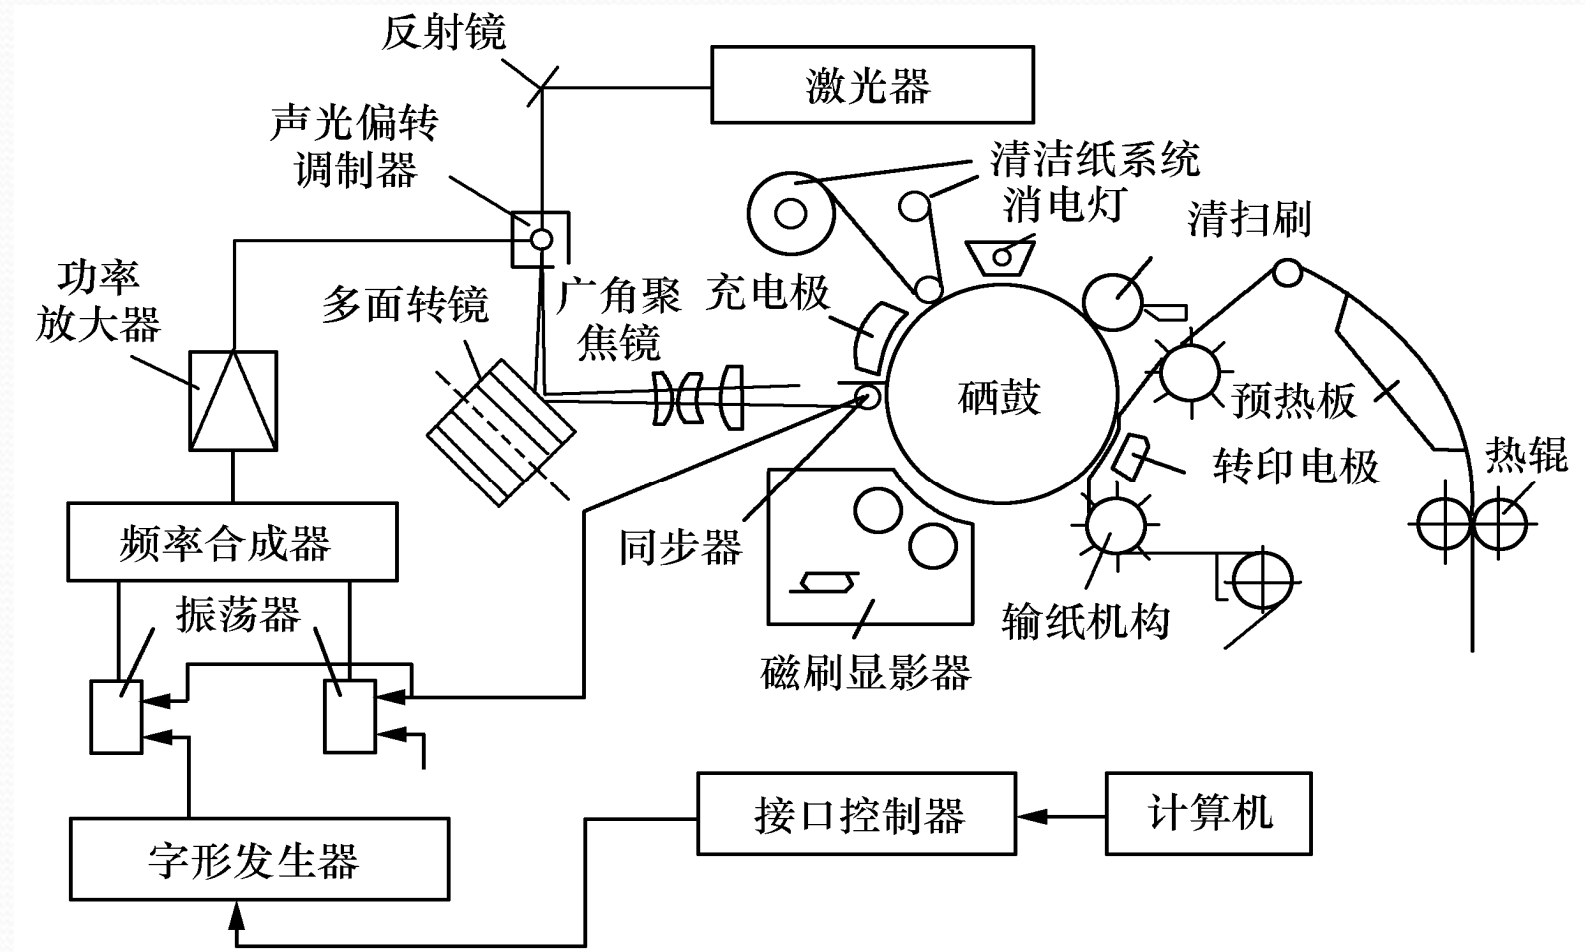 反射镜
激光器
声光偏转
调制器
清洁纸系统
消电灯
清扫刷
功率
放大器
多面转镜
广角聚
焦镜
充电极
硒鼓
预热板
转印电极
热辊
频率合成器
同步器
振荡器
输纸机构
磁刷显影器
接口控制器
计算机
字形发生器